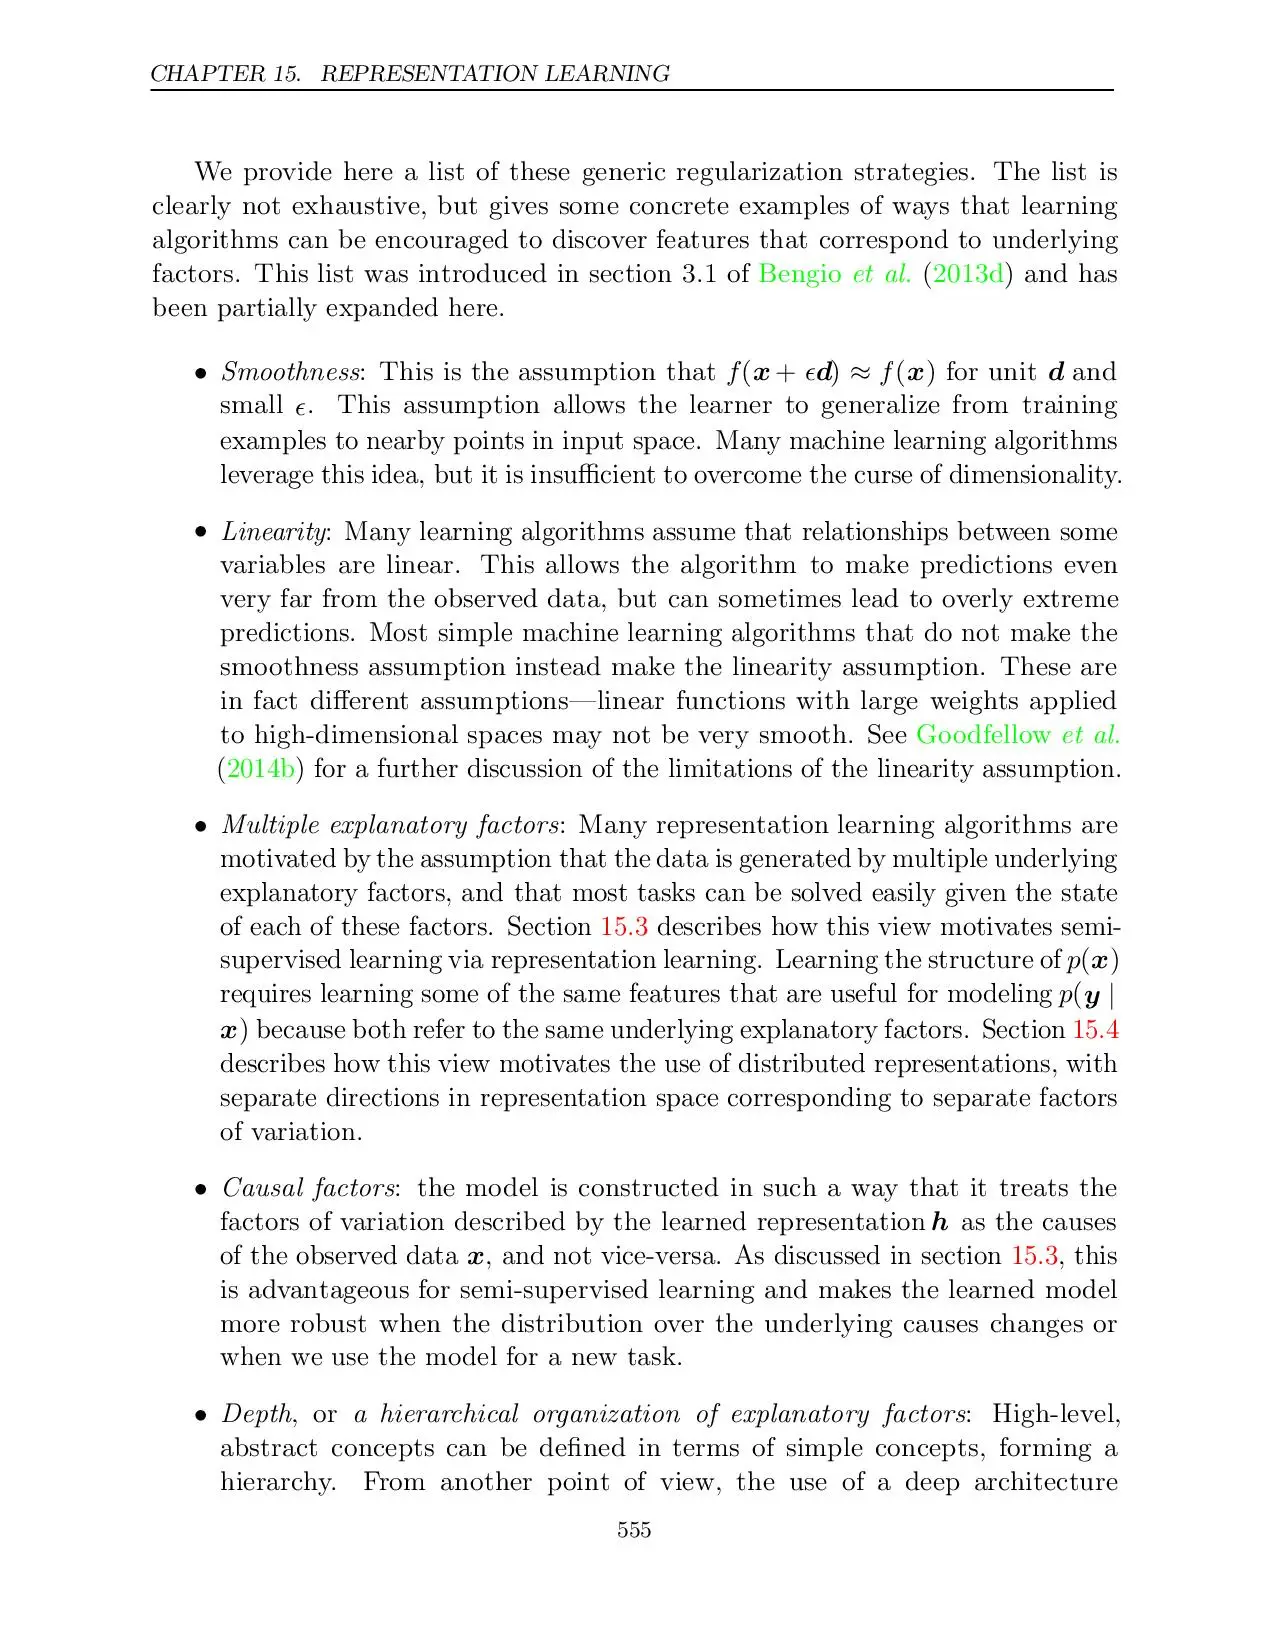 CHAPTER 15. REPRESENTATION LEARNING
We provide here a list of these generic regularization strategies. The list is
clearly not exhaustive, but gives some concrete examples of ways that learning
algorithms can be encouraged to discover features that correspond to underlying
factors. This list was introduced in section 3.1 of Bengio et al. (2013d) and has
been partially expanded here.
• Smoothness: This is the assumption that f(x + ϵd) ≈ f(x) for unit d and
small ϵ. This assumption allows the learner to generalize from training
examples to nearby points in input space. Many machine learning algorithms
leverage this idea, but it is insufficient to overcome the curse of dimensionality.
• Linearity: Many learning algorithms assume that relationships between some
variables are linear. This allows the algorithm to make predictions even
very far from the observed data, but can sometimes lead to overly extreme
predictions. Most simple machine learning algorithms that do not make the
smoothness assumption instead make the linearity assumption. These are
in fact different assumptions—linear functions with large weights applied
to high-dimensional spaces may not be very smooth. See Goodfellow et al.
(2014b) for a further discussion of the limitations of the linearity assumption.
• Multiple explanatory factors: Many representation learning algorithms are
motivated by the assumption that the data is generated by multiple underlying
explanatory factors, and that most tasks can be solved easily given the state
of each of these factors. Section 15.3 describes how this view motivates semi-
supervised learning via representation learning. Learning the structure of p(x)
requires learning some of the same features that are useful for modeling p(y |
x) because both refer to the same underlying explanatory factors. Section 15.4
describes how this view motivates the use of distributed representations, with
separate directions in representation space corresponding to separate factors
of variation.
• Causal factors: the model is constructed in such a way that it treats the
factors of variation described by the learned representation h as the causes
of the observed data x, and not vice-versa. As discussed in section 15.3, this
is advantageous for semi-supervised learning and makes the learned model
more robust when the distribution over the underlying causes changes or
when we use the model for a new task.
• Depth, or a hierarchical organization of explanatory factors: High-level,
abstract concepts can be defined in terms of simple concepts, forming a
hierarchy. From another point of view, the use of a deep architecture
555